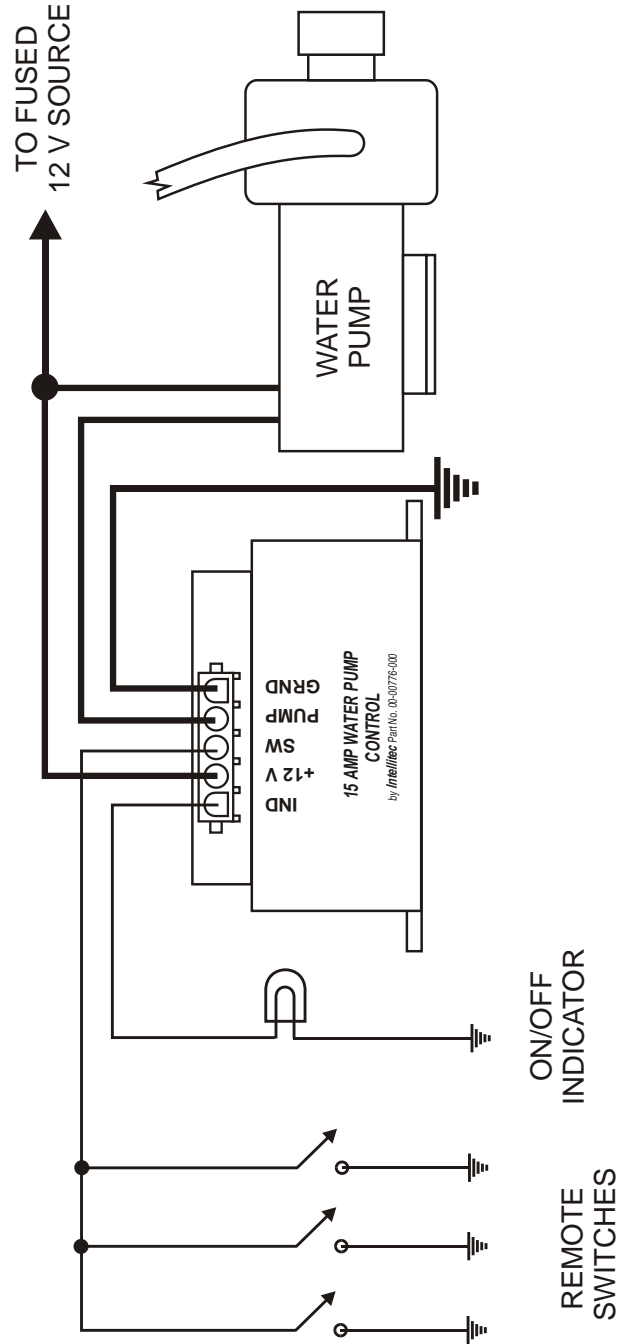 TO FUSED
12 V SOURCE
WATER
PUMP
GRND
PUMP
SW
+12 V
IND
15 AMP WATER PUMP
CONTROL
by Intellitec Part No. 00-00776-000
ON/OFF
INDICATOR
REMOTE
SWITCHES